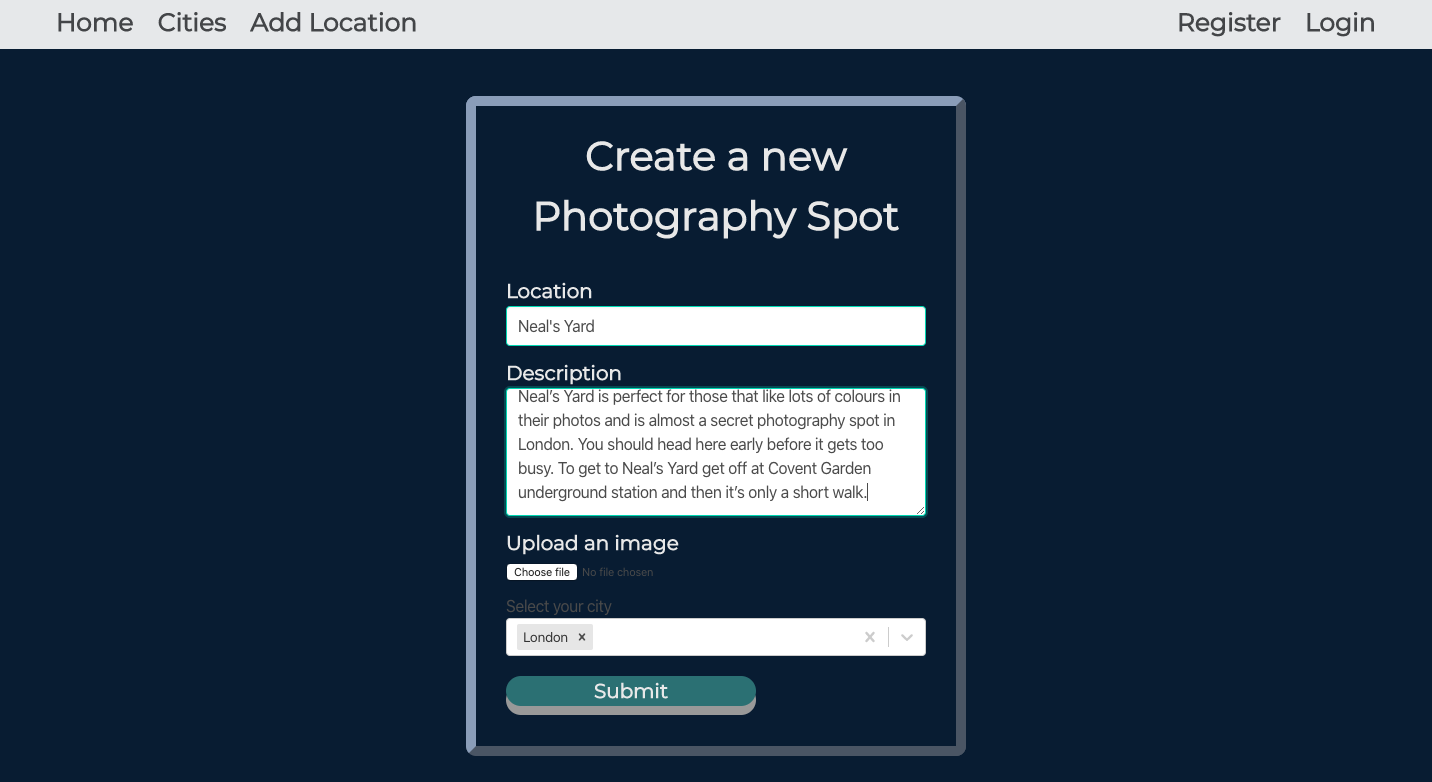 Home Cities Add Location Register Login
Create a new
Photography Spot
Location
Neal's Yard
Description
Neal’s Yard is perfect for those that like lots of colours in
their photos and is almost a secret photography spot in
London. You should head here early before it gets too
busy. To get to Neal’s Yard get off at Covent Garden
underground station and then it’s only a short walk.
Upload an image
Choose file No file chosen
Select your city
London
Submit